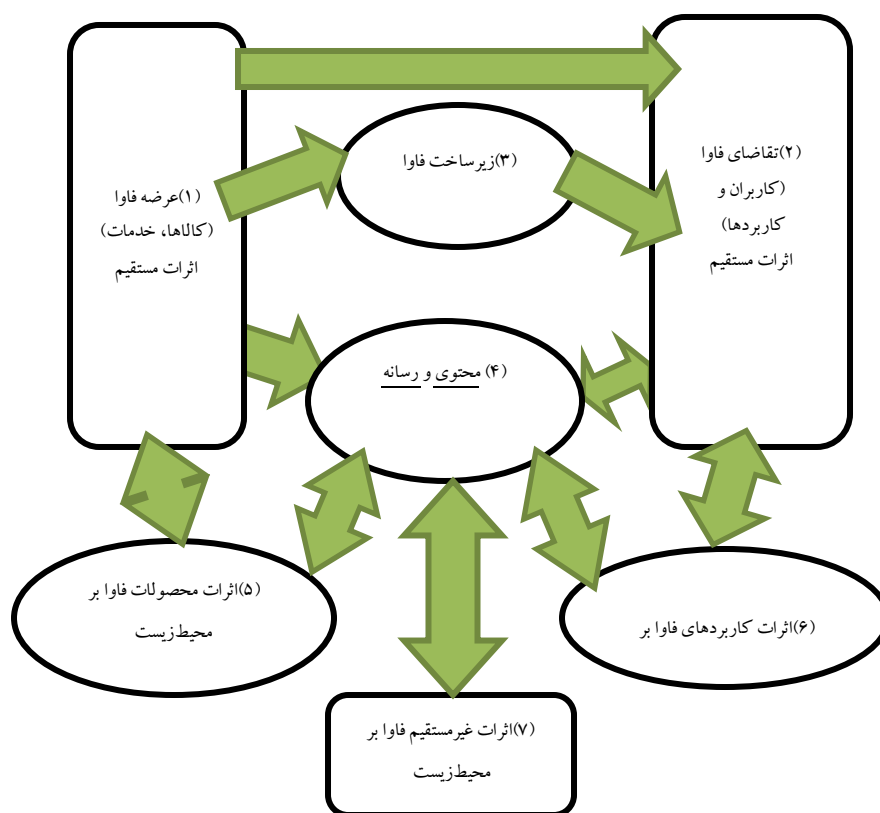 (۱)عرضه فاوا
(کالاها، خدمات)
اثرات مستقیم
(۲)تقاضای فاوا
(کاربران و
کاربردها)
اثرات مستقیم
(۳)زیرساخت فاوا
(۴) محتوی و رسانه
(۵)اثرات محصولات فاوا بر
محیط‌زیست
(۶)اثرات کاربردهای فاوا بر
(۷)اثرات غیرمستقیم فاوا بر
محیط‌زیست